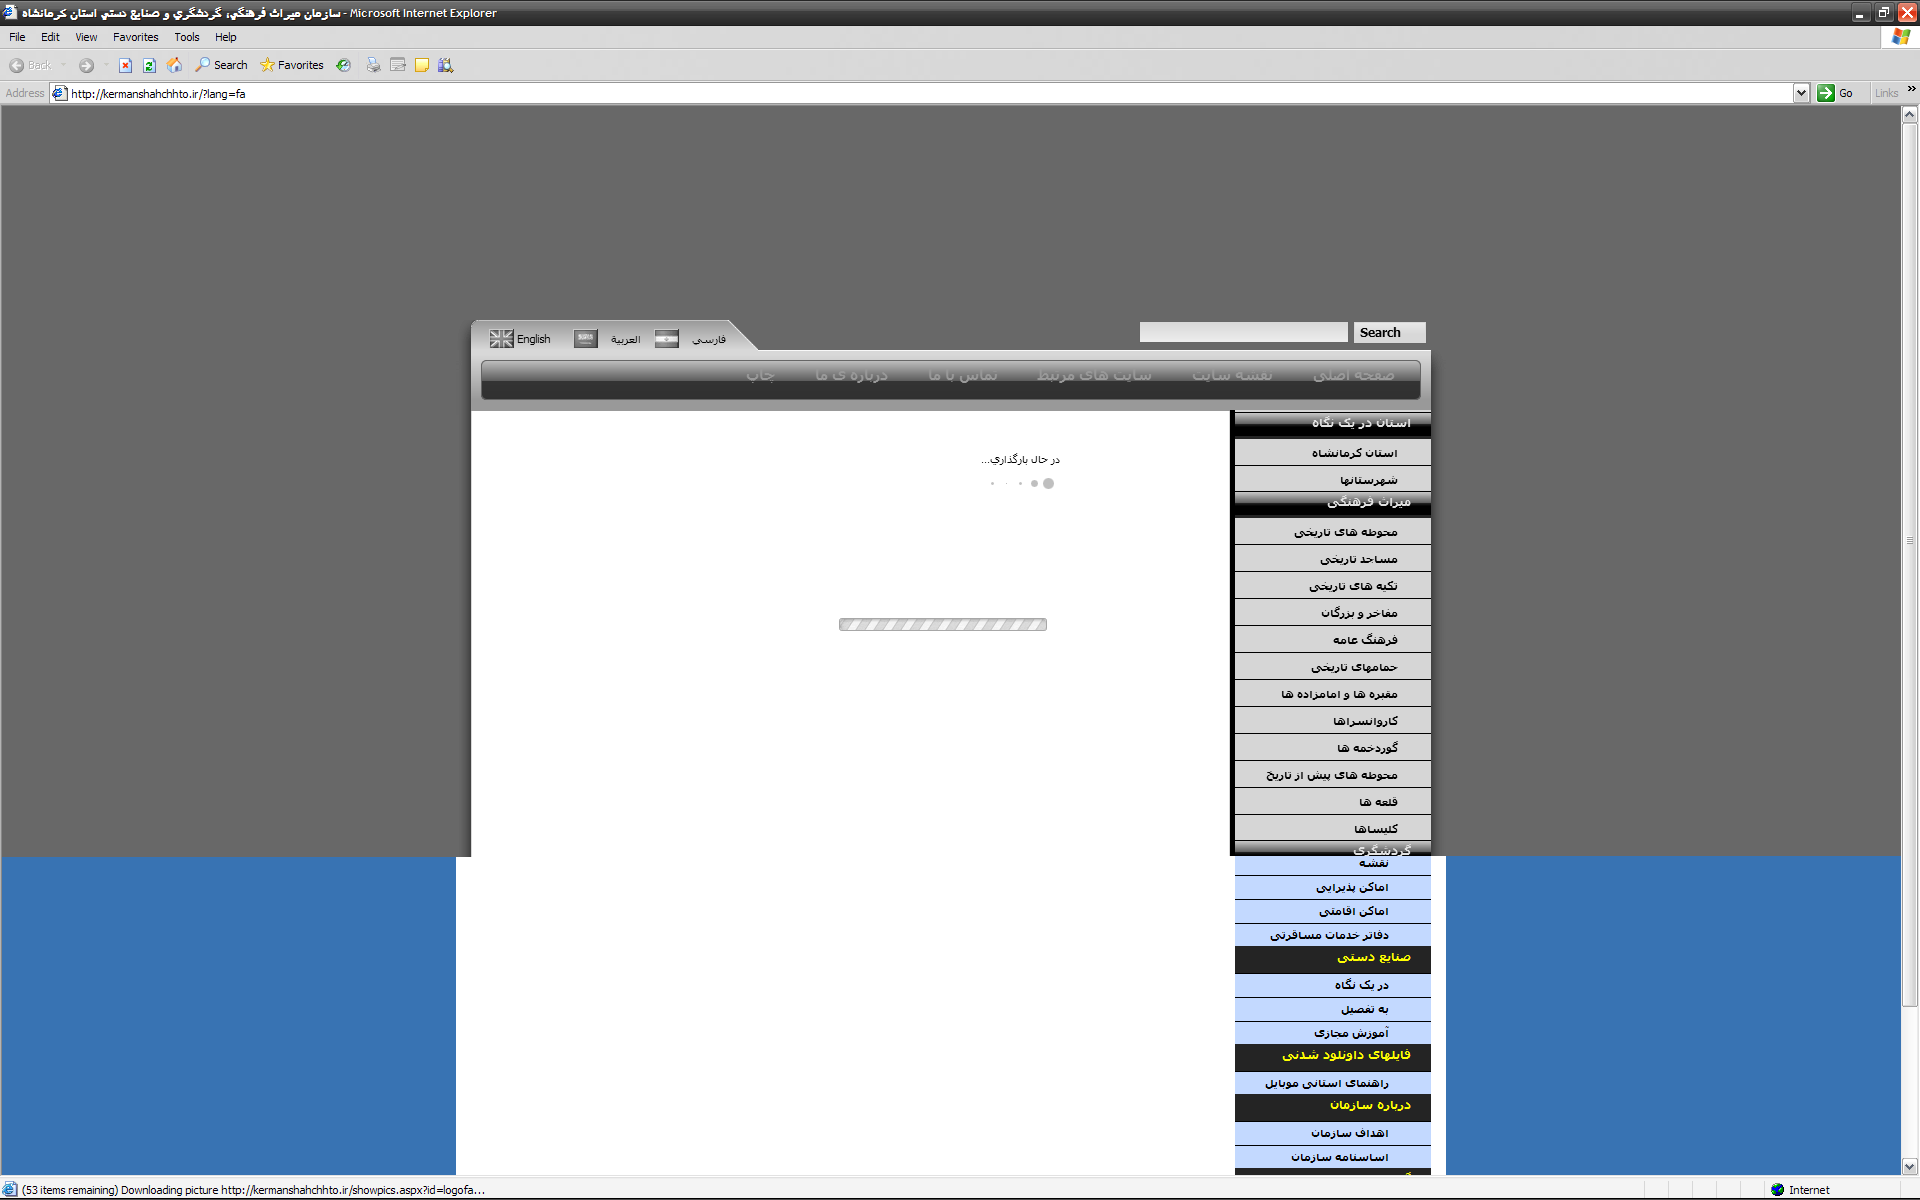 سازمان ميراث فرهنگي، گردشگري و صنايع دستي استان كرمانشاه - Microsoft Internet Explorer
File Edit View Favorites Tools Help
Back Search Favorites
Address http://kermanshahchhto.ir/?lang=fa Go Links »
English العربية فارسي
Search
صفحه اصلی نقشه سایت سایت های مرتبط تماس با ما درباره ی ما چاپ
استان در یک نگاه
استان کرمانشاه
شهرستانها
میراث فرهنگی
محوطه های تاریخی
مساجد تاریخی
تکیه های تاریخی
مفاخر و بزرگان
فرهنگ عامه
حمامهای تاریخی
مقبره ها و امامزاده ها
کاروانسراها
گوردخمه ها
محوطه های پیش از تاریخ
قلعه ها
کلیساها
گردشگری
نقشه
اماکن پذیرایی
اماکن اقامتی
دفاتر خدمات مسافرتی
صنایع دستی
در یک نگاه
به تفصیل
آموزش مجازی
فایلهای داونلود شدنی
راهنمای استانی موبایل
درباره سازمان
اهداف سازمان
اساسنامه سازمان
در حال بارگذاري...
(53 items remaining) Downloading picture http://kermanshahchhto.ir/showpics.aspx?id=logofa...
Internet